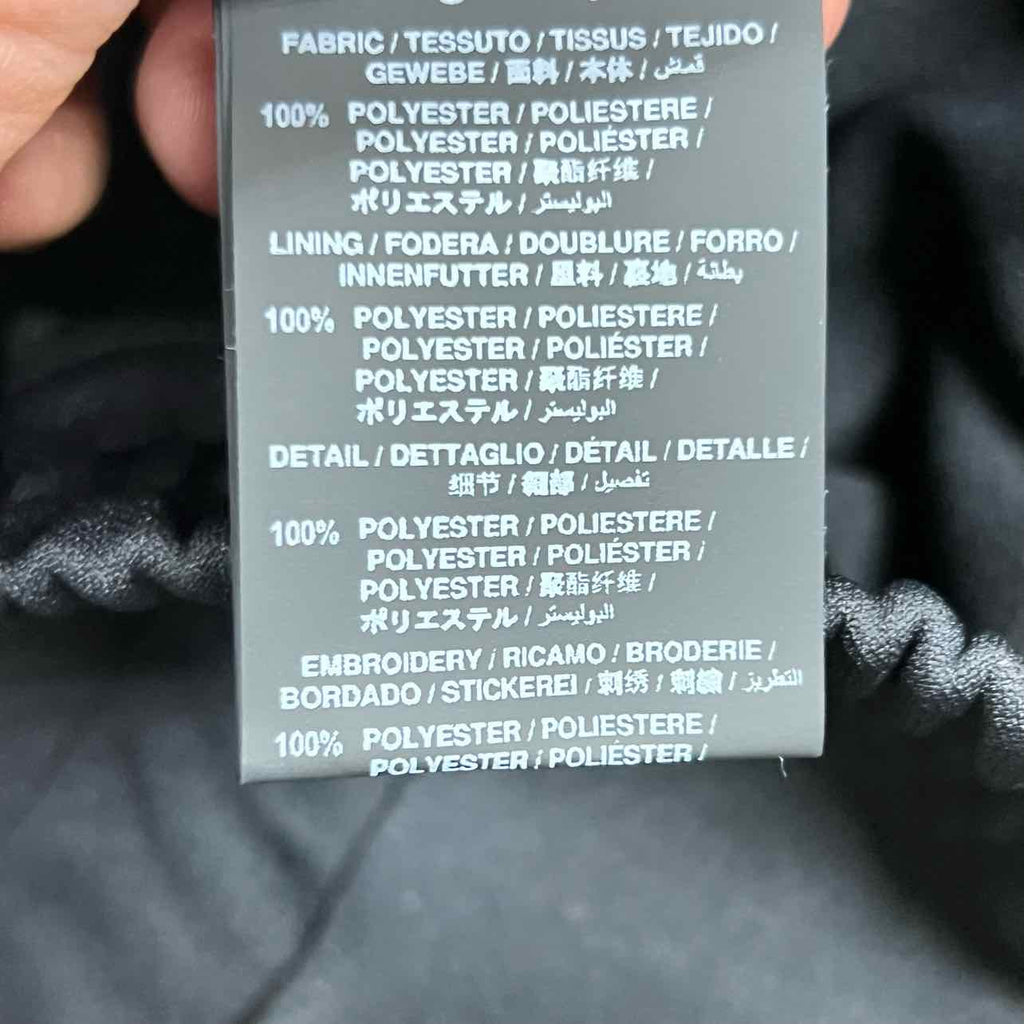 FABRIC / TESSUTO / TISSUS / TEJIDO /
GEWEBE / 面料 / 本体 / قماش
100% POLYESTER / POLIESTERE /
POLYESTER / POLIÉSTER /
POLYESTER / 聚酯纤维 /
ポリエステル / البوليستر
LINING / FODERA / DOUBLURE / FORRO /
INNENFUTTER / 里料 / 裏地 / بطانة
100% POLYESTER / POLIESTERE /
POLYESTER / POLIÉSTER /
POLYESTER / 聚酯纤维 /
ポリエステル / البوليستر
DETAIL / DETTAGLIO / DÉTAIL / DETALLE /
细节 / 細部 / تفصيل
100% POLYESTER / POLIESTERE /
POLYESTER / POLIÉSTER /
POLYESTER / 聚酯纤维 /
ポリエステル / البوليستر
EMBROIDERY / RICAMO / BRODERIE /
BORDADO / STICKEREI / 刺绣 / 刺繍 / التطريز
100% POLYESTER / POLIESTERE /
POLYESTER / POLIÉSTER /